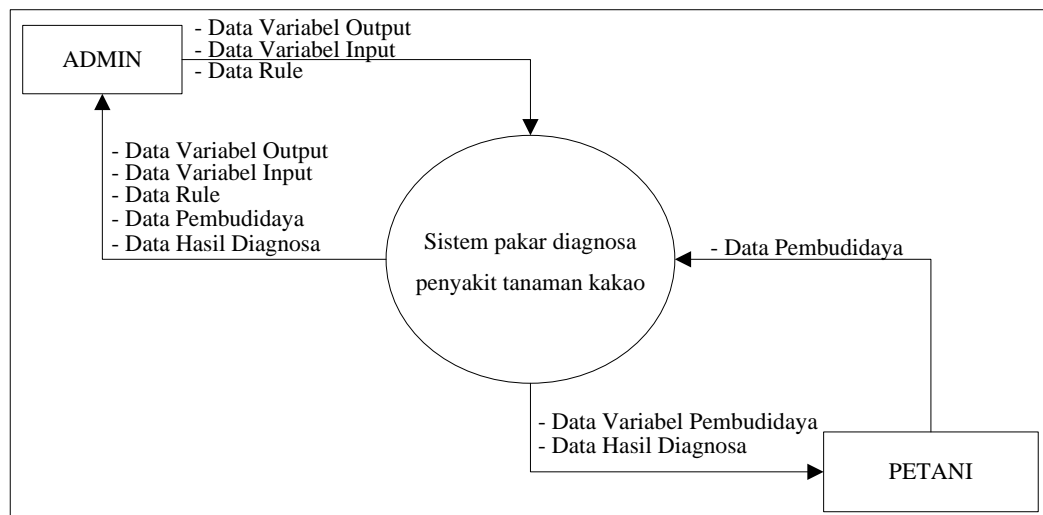 ADMIN
- Data Variabel Output
- Data Variabel Input
- Data Rule
- Data Variabel Output
- Data Variabel Input
- Data Rule
- Data Pembudidaya
- Data Hasil Diagnosa
Sistem pakar diagnosa
penyakit tanaman kakao
- Data Pembudidaya
- Data Variabel Pembudidaya
- Data Hasil Diagnosa
PETANI